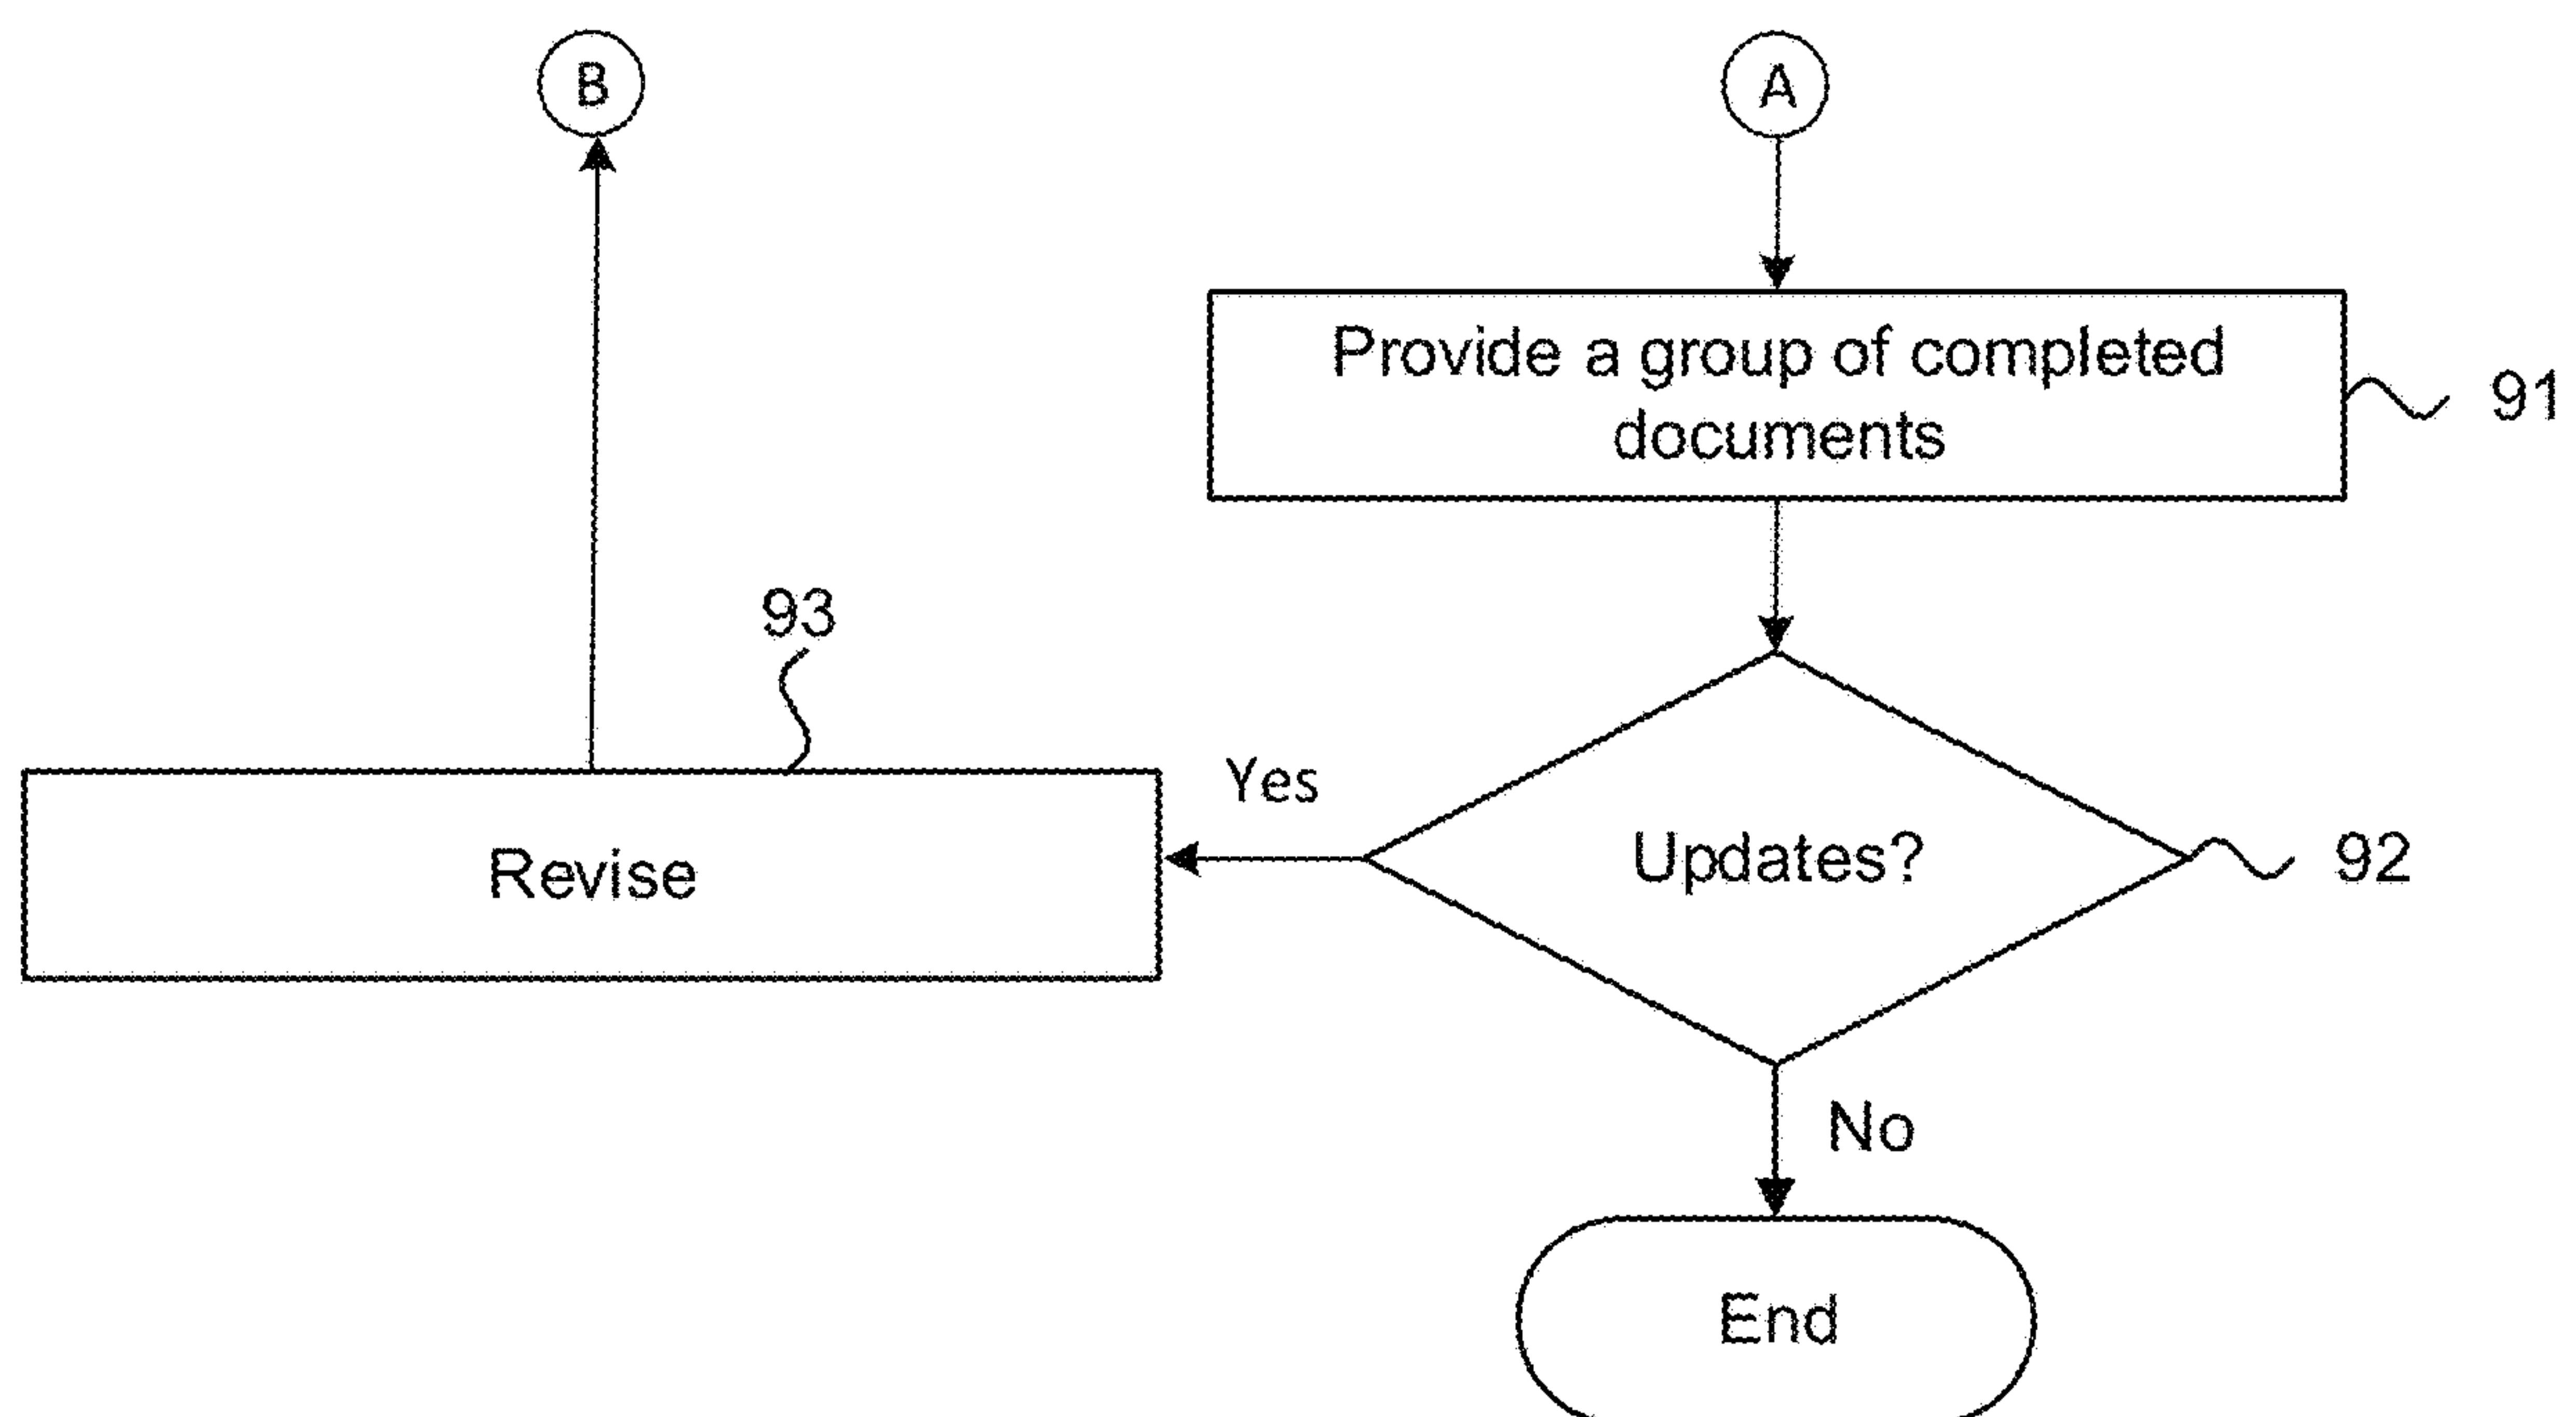 B
A
Provide a group of completed
documents
91
93
Yes
Updates?
92
Revise
No
End